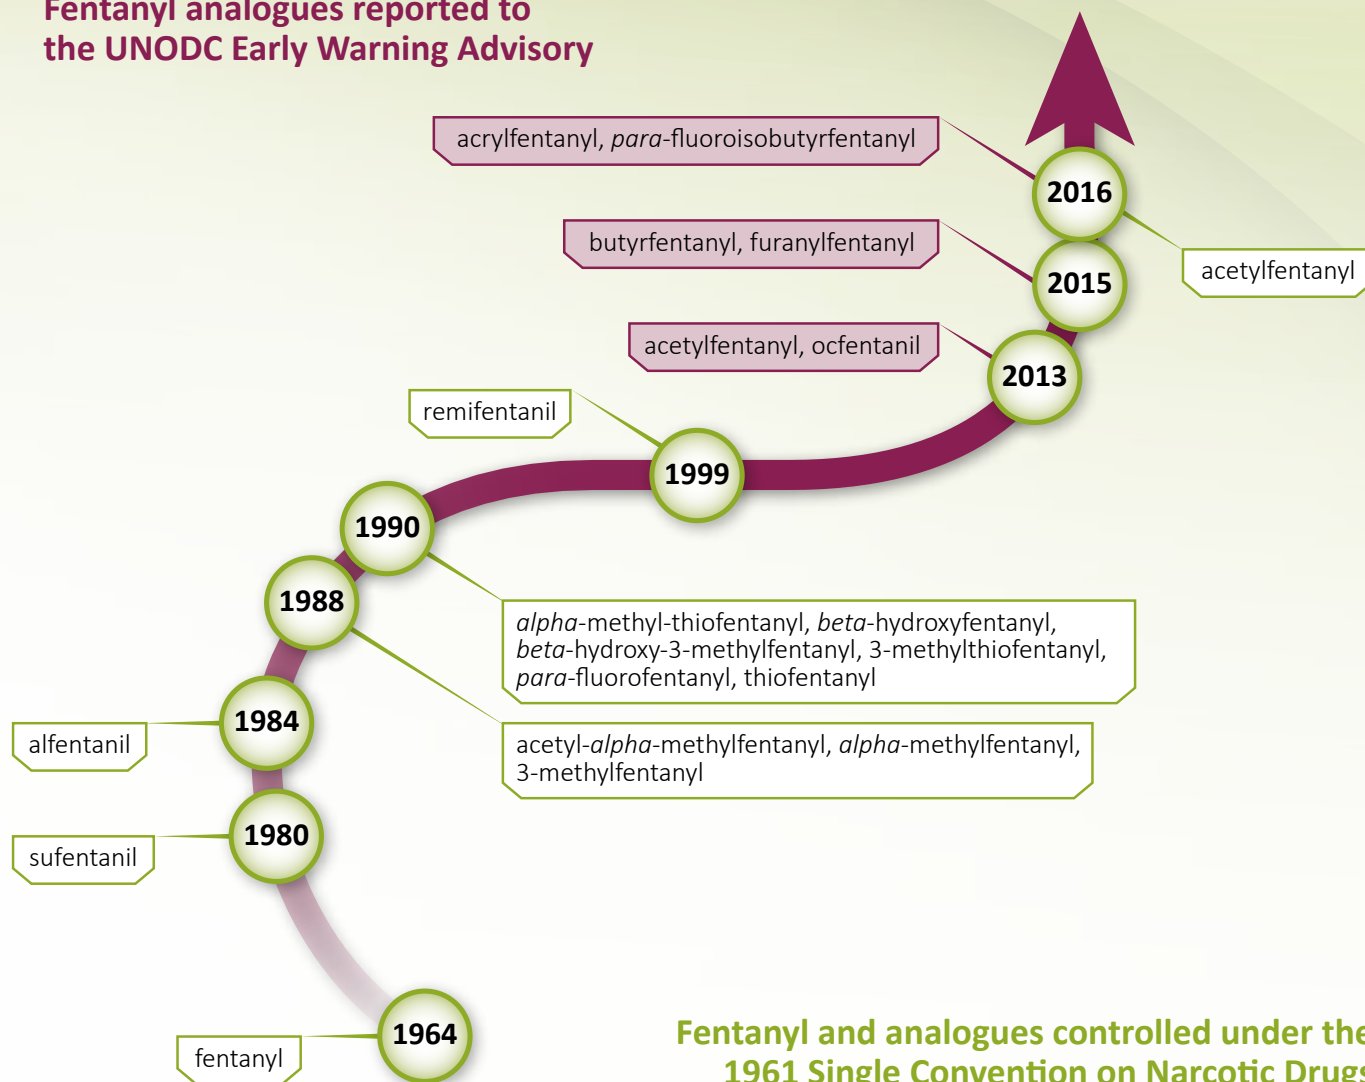 Fentanyl analogues reported to
the UNODC Early Warning Advisory
acrylfentanyl, para-fluoroisobutyrfentanyl
2016
butyrfentanyl, furanylfentanyl
acetylfentanyl
2015
acetylfentanyl, ocfentanil
2013
remifentanil
1999
1990
1988
alpha-methyl-thiofentanyl, beta-hydroxyfentanyl,
beta-hydroxy-3-methylfentanyl, 3-methylthiofentanyl,
para-fluorofentanyl, thiofentanyl
1984
alfentanil
acetyl-alpha-methylfentanyl, alpha-methylfentanyl,
3-methylfentanyl
1980
sufentanil
1964
fentanyl
Fentanyl and analogues controlled under the
1961 Single Convention on Narcotic Drugs